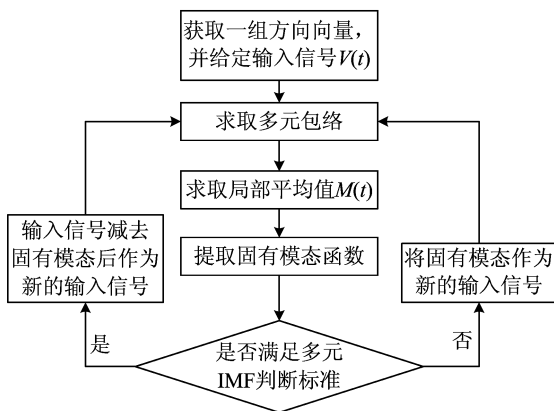 获取一组方向向量，
并给定输入信号V(t)
求取多元包络
求取局部平均值M(t)
提取固有模态函数
输入信号减去
固有模态后作为
新的输入信号
将固有模态作为
新的输入信号
是
否
是否满足多元
IMF判断标准